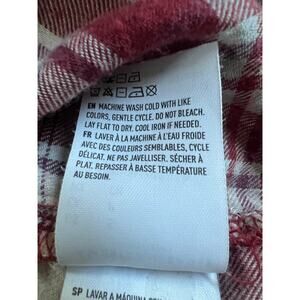 EN MACHINE WASH COLD WITH LIKE
COLORS, GENTLE CYCLE. DO NOT BLEACH.
LAY FLAT TO DRY, COOL IRON IF NEEDED.
FR LAVER À LA MACHINE À L'EAU FROIDE
AVEC DES COULEURS SEMBLABLES, CYCLE
DÉLICAT. NE PAS JAVELLISER. SÉCHER À
PLAT. REPASSER À BASSE TEMPÉRATURE
AU BESOIN.
SP LAVAR A MÁQUINA